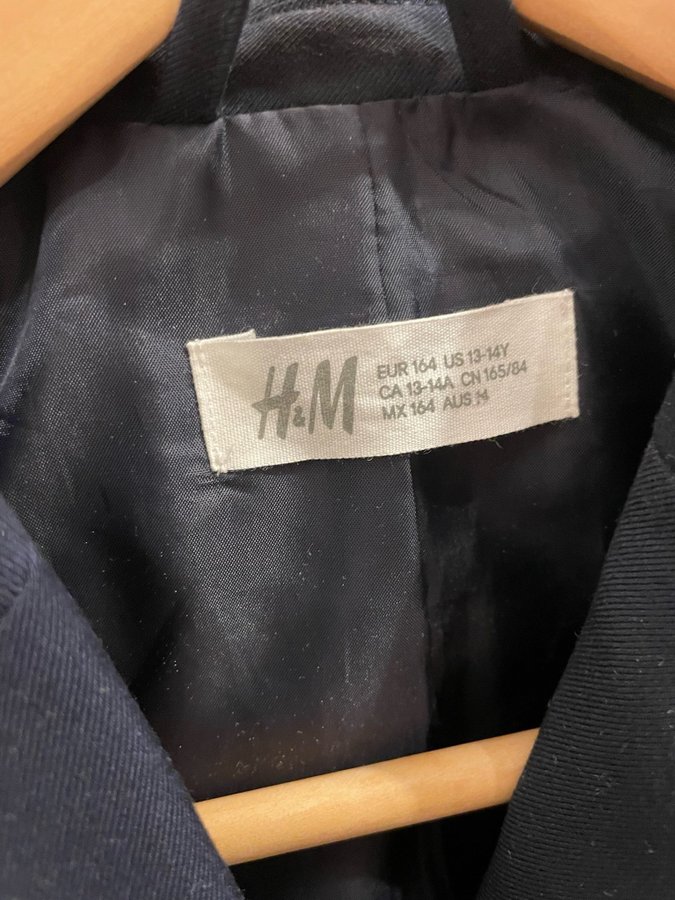 H&M
EUR 164 US 13-14Y
CA 13-14A CN 165/84
MX 164 AUS 14